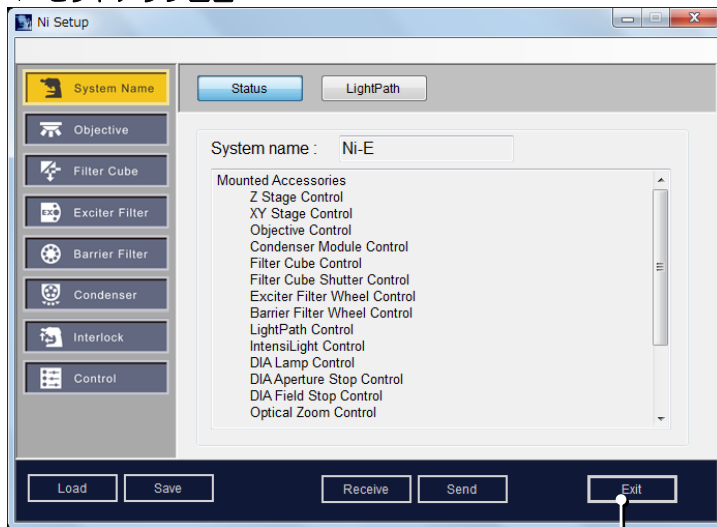 Ni Setup
System Name
Objective
Filter Cube
EXC
Exciter Filter
Barrier Filter
Condenser
Interlock
Control
Status
LightPath
System name :
Ni-E
Mounted Accessories
Z Stage Control
XY Stage Control
Objective Control
Condenser Module Control
Filter Cube Control
Filter Cube Shutter Control
Exciter Filter Wheel Control
Barrier Filter Wheel Control
LightPath Control
IntensiLight Control
DIA Lamp Control
DIA Aperture Stop Control
DIA Field Stop Control
Optical Zoom Control
Load
Save
Receive
Send
Exit